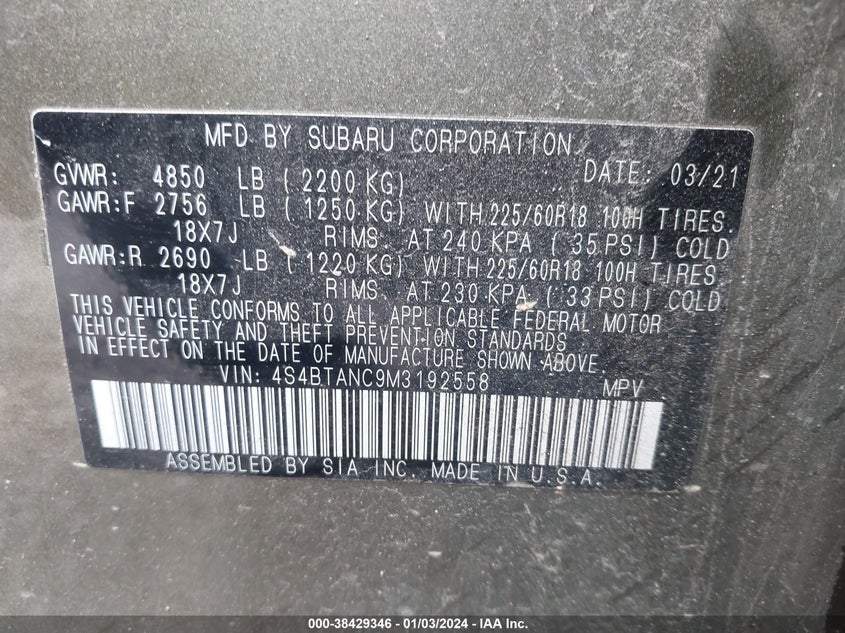 MFD BY SUBARU CORPORATION
DATE: 03/21
GVWR: 4850 LB ( 2200 KG)
GAWR:F 2756 LB ( 1250 KG) WITH 225/60R18 100H TIRES.
18X7J RIMS. AT 240 KPA ( 35 PSI) COLD
GAWR:R 2690 LB ( 1220 KG) WITH 225/60R18 100H TIRES.
18X7J RIMS. AT 230 KPA ( 33 PSI) COLD.
THIS VEHICLE CONFORMS TO ALL APPLICABLE FEDERAL MOTOR
VEHICLE SAFETY AND THEFT PREVENTION STANDARDS
IN EFFECT ON THE DATE OF MANUFACTURE SHOWN ABOVE.
VIN: 4S4BTANC9M3192558 MPV
ASSEMBLED BY SIA INC. MADE IN U.S.A.
000-38429346 - 01/03/2024 - IAA Inc.